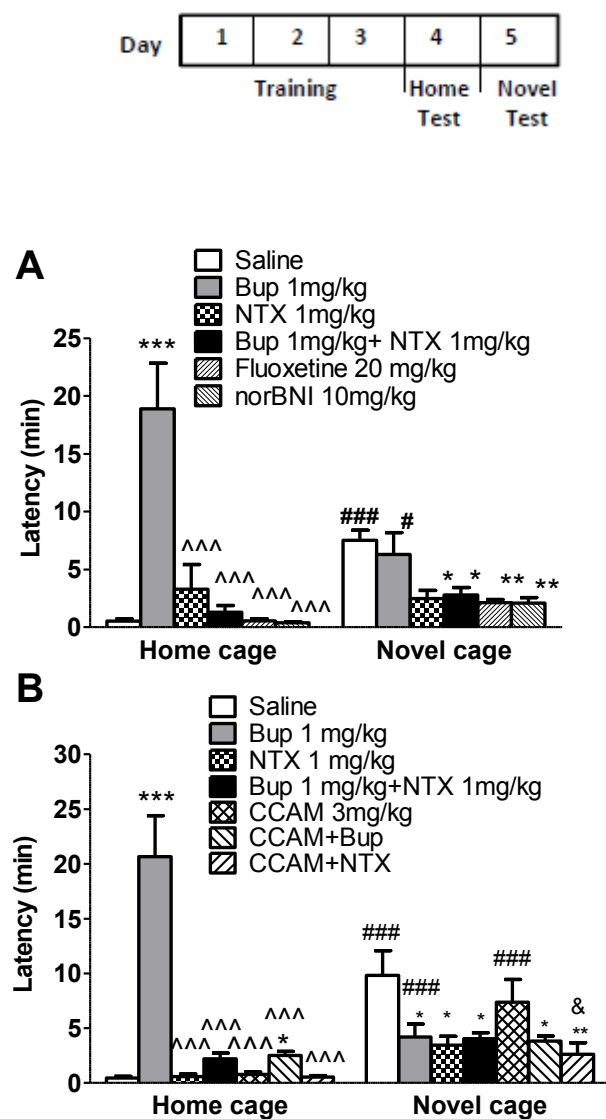 Day 1 2 3 4 5
Training Home Novel
Test Test
A
Saline
Bup 1mg/kg
NTX 1mg/kg
Bup 1mg/kg+ NTX 1mg/kg
Fluoxetine 20 mg/kg
norBNI 10mg/kg
Latency (min)
25
20
15
10
5
0
***
^^^
^^^
^^^
^^^
###
#
*
*
**
**
Home cage Novel cage
B
Saline
Bup 1 mg/kg
NTX 1 mg/kg
Bup 1 mg/kg+NTX 1mg/kg
CCAM 3mg/kg
CCAM+Bup
CCAM+NTX
Latency (min)
30
25
20
15
10
5
0
***
^^^
^^^
^^^
^^^
*
^^^
###
###
*
*
*
###
*
&
**
Home cage Novel cage